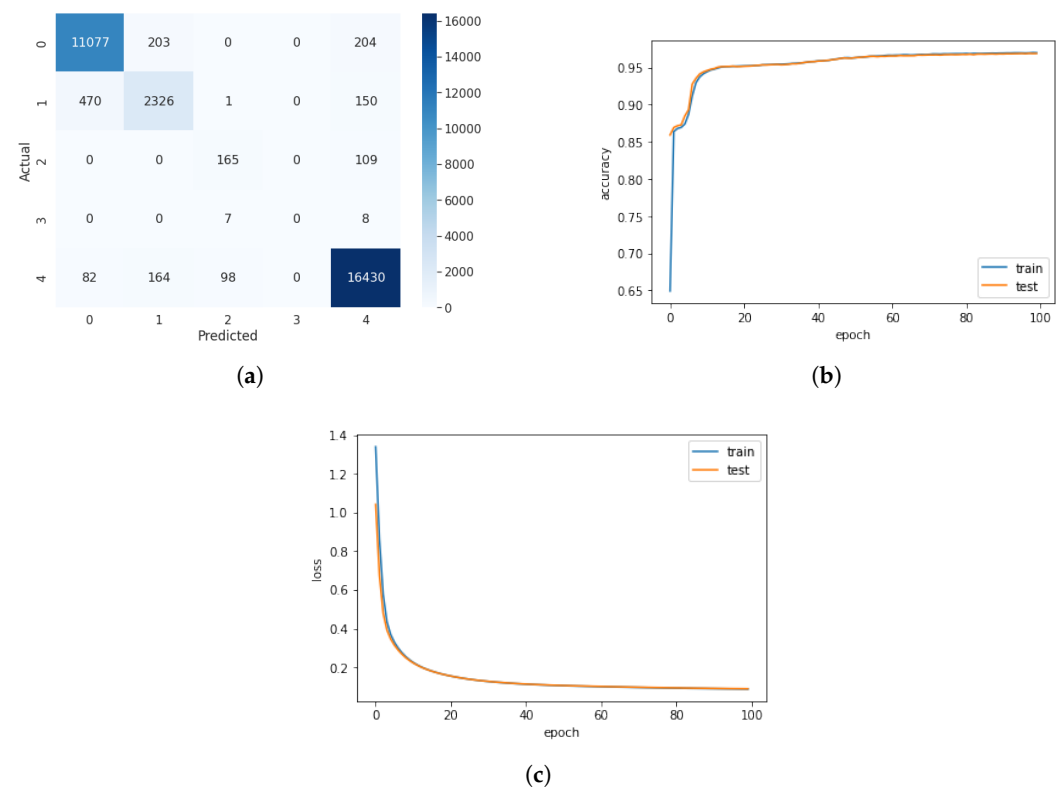 11077 203 0 0 204
470 2326 1 0 150
0 0 165 0 109
0 0 7 0 8
82 164 98 0 16430
0
1
2
3
4
Actual
0 1 2 3 4
Predicted
16000
14000
12000
10000
8000
6000
4000
2000
0
(a)
0.95
0.90
0.85
0.80
0.75
0.70
0.65
accuracy
train
test
0 20 40 60 80 100
epoch
(b)
1.4
1.2
1.0
0.8
0.6
0.4
0.2
loss
train
test
0 20 40 60 80 100
epoch
(c)